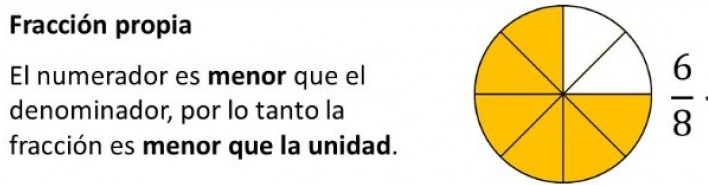 Fracción propia
El numerador es menor que el
denominador, por lo tanto la
fracción es menor que la unidad.
6
8